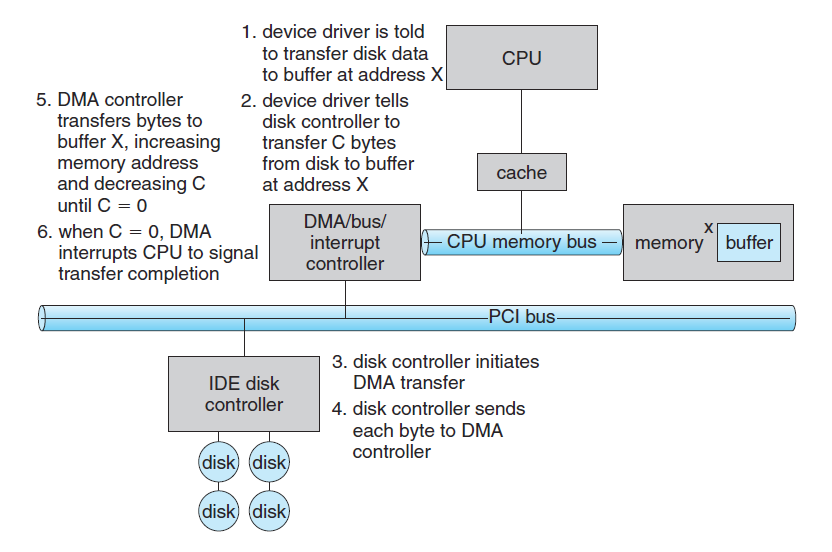 1. device driver is told
to transfer disk data
to buffer at address X
CPU
5. DMA controller
transfers bytes to
buffer X, increasing
memory address
and decreasing C
until C = 0
2. device driver tells
disk controller to
transfer C bytes
from disk to buffer
at address X
cache
6. when C = 0, DMA
interrupts CPU to signal
transfer completion
DMA/bus/
interrupt
controller
CPU memory bus
memory
X
buffer
PCI bus
IDE disk
controller
3. disk controller initiates
DMA transfer
4. disk controller sends
each byte to DMA
controller
disk
disk
disk
disk